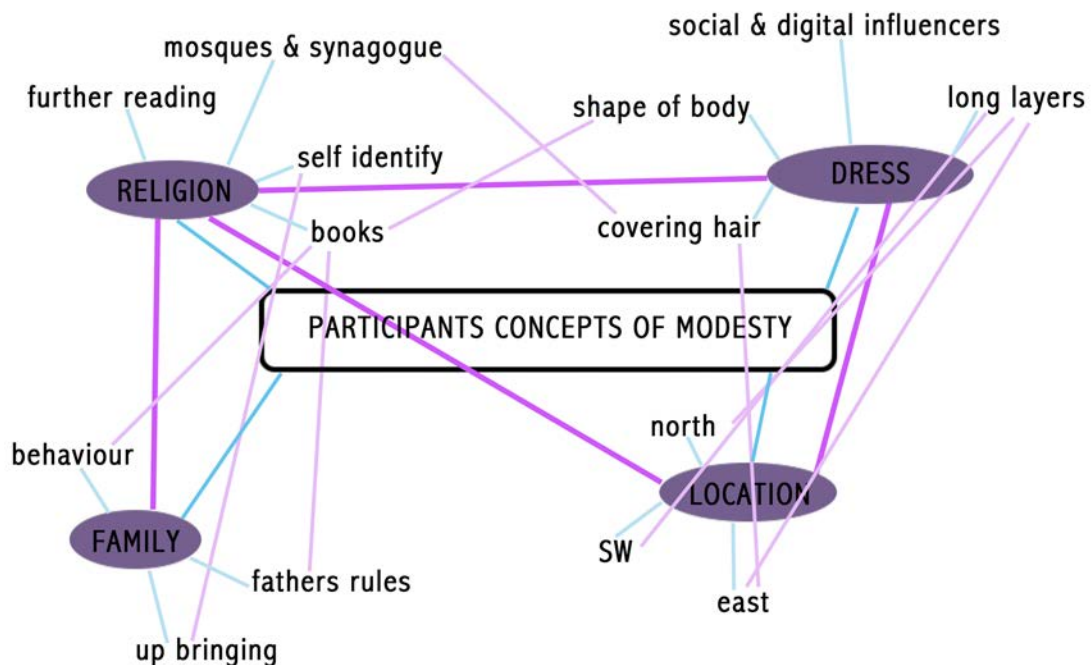 social & digital influencers
mosques & synagogue
further reading
shape of body
long layers
self identify
RELIGION
DRESS
books
covering hair
PARTICIPANTS CONCEPTS OF MODESTY
north
behaviour
LOCATION
FAMILY
SW
fathers rules
east
up bringing